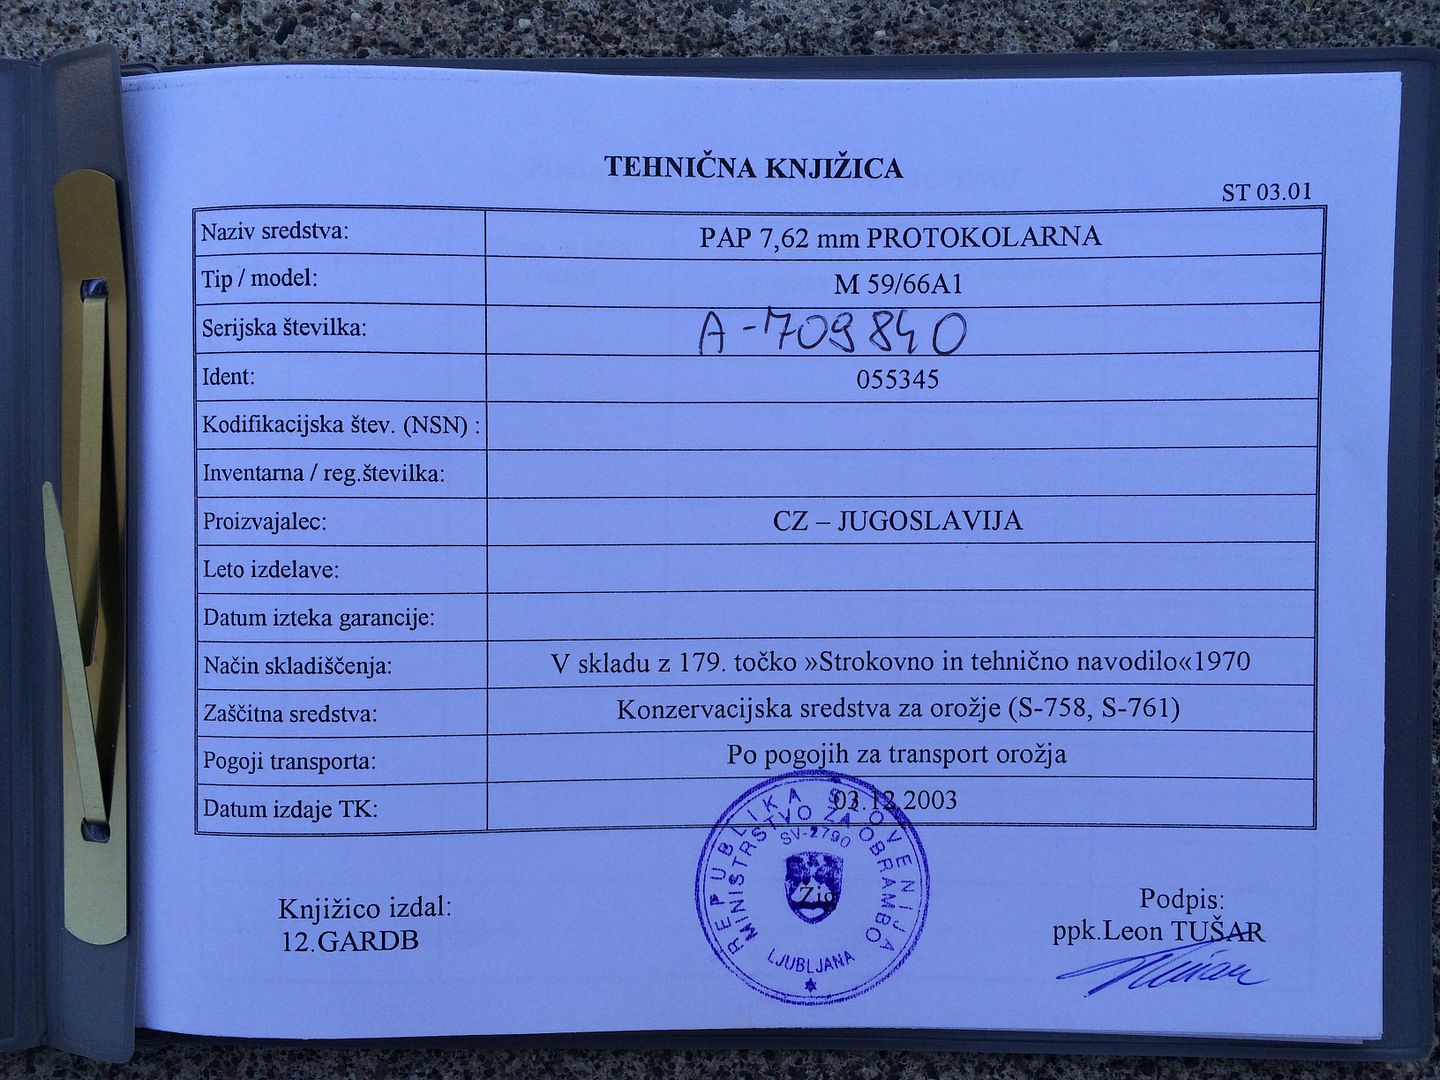 TEHNIČNA KNJIŽICA
ST 03.01
Naziv sredstva: PAP 7,62 mm PROTOKOLARNA
Tip / model: M 59/66A1
Serijska številka: A-709840
Ident: 055345
Kodifikacijska štev. (NSN) :
Inventarna / reg.številka:
Proizvajalec: CZ – JUGOSLAVIJA
Leto izdelave:
Datum izteka garancije:
Način skladiščenja: V skladu z 179. točko »Strokovno in tehnično navodilo«1970
Zaščitna sredstva: Konzervacijska sredstva za orožje (S-758, S-761)
Pogoji transporta: Po pogojih za transport orožja
Datum izdaje TK: 03.12.2003
REPUBLIKA SLOVENIJA
MINISTRSTVO ZA OBRAMBO
SV-2790
Žig
LJUBLJANA
Knjižico izdal:
12.GARDB
Podpis:
ppk.Leon TUŠAR
Tušar